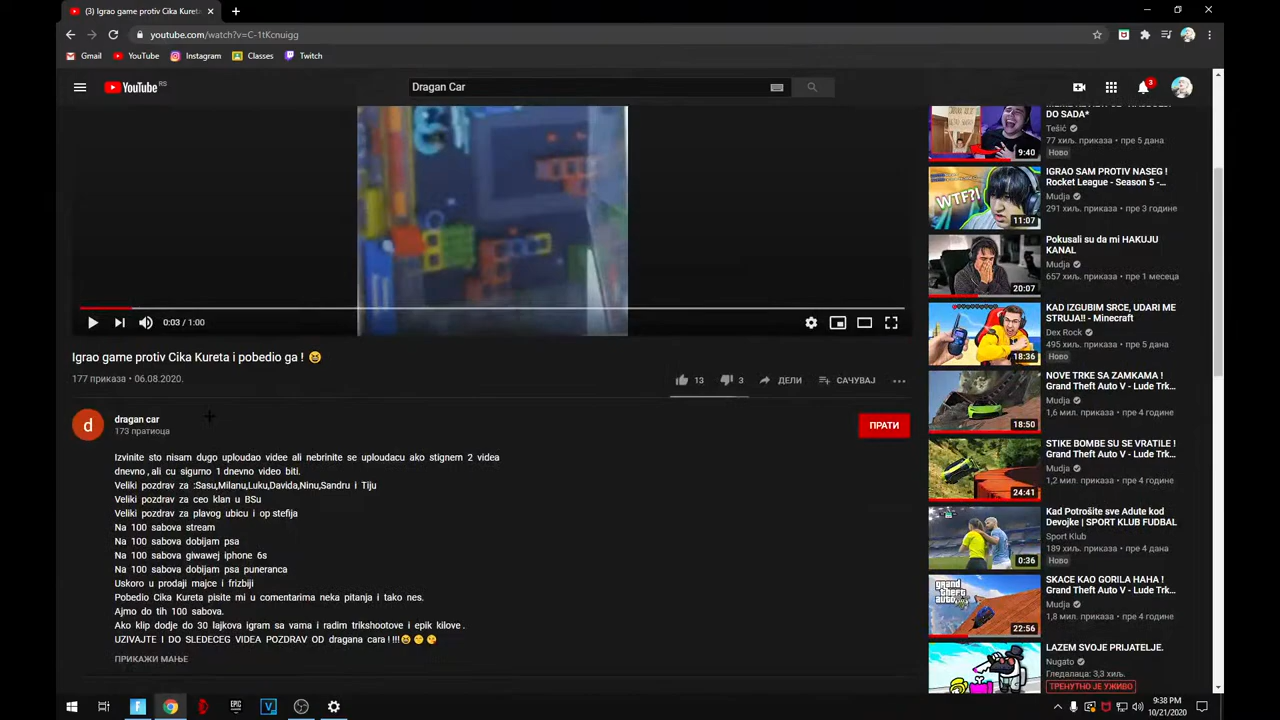 (3) Igrao game protiv Cika Kureta
youtube.com/watch?v=C-1tKcnuigg
Gmail
YouTube
Instagram
Classes
Twitch
YouTube RS
Dragan Car
3
0:03 / 1:00
Igrao game protiv Cika Kureta i pobedio ga !
177 приказа • 06.08.2020.
13
3
ДЕЛИ
САЧУВАЈ
d
dragan car
173 пратиоца
ПРАТИ
Izvinite sto nisam dugo uploudao videe ali nebrinite se uploudacu ako stignem 2 videa
dnevno,ali cu sigurno 1 dnevno video biti.
Veliki pozdrav za :Sasu,Milanu,Luku,Davida,Ninu,Sandru i Tiju
Veliki pozdrav za ceo klan u BSu
Veliki pozdrav za plavog ubicu i op stefija
Na 100 sabova stream
Na 100 sabova dobijam psa
Na 100 sabova giwawej iphone 6s
Na 100 sabova dobijam psa puneranca
Uskoro u prodaji majce i frizbiji
Pobedio Cika Kureta pisite mi u comentarima neka pitanja i tako nes.
Ajmo do tih 100 sabova.
Ako klip dodje do 30 lajkova igram sa vama i radim trikshootove i epik kilove.
UZIVAJTE I DO SLEDECEG VIDEA POZDRAV OD dragana cara ! !!!
ПРИКАЖИ МАЊЕ
DO SADA*
Tešić
77 хиљ. приказа • пре 5 дана
Ново
9:40
IGRAO SAM PROTIV NASEG !
Rocket League - Season 5 -...
Mudja
291 хиљ. приказа • пре 3 године
WTF?!
11:07
Pokusali su da mi HAKUJU
KANAL
Mudja
657 хиљ. приказа • пре 1 месеца
20:07
KAD IZGUBIM SRCE, UDARI ME
STRUJA!! - Minecraft
Dex Rock
495 хиљ. приказа • пре 5 дана
Ново
18:36
NOVE TRKE SA ZAMKAMA !
Grand Theft Auto V - Lude Trk...
Mudja
1,6 мил. приказа • пре 4 године
18:50
STIKE BOMBE SU SE VRATILE !
Grand Theft Auto V - Lude Trk...
Mudja
1,2 мил. приказа • пре 4 године
24:41
Kad Potrošite sve Adute kod
Devojke | SPORT KLUB FUDBAL
Sport Klub
189 хиљ. приказа • пре 4 дана
Ново
0:36
SKACE KAO GORILA HAHA !
Grand Theft Auto V - Lude Trk...
Mudja
1,8 мил. приказа • пре 4 године
grand theft auto V
22:56
LAZEM SVOJE PRIJATELJE.
Nugato
Гледалаца: 3,3 хиљ.
ТРЕНУТНО ЈЕ УЖИВО
9:38 PM
10/21/2020